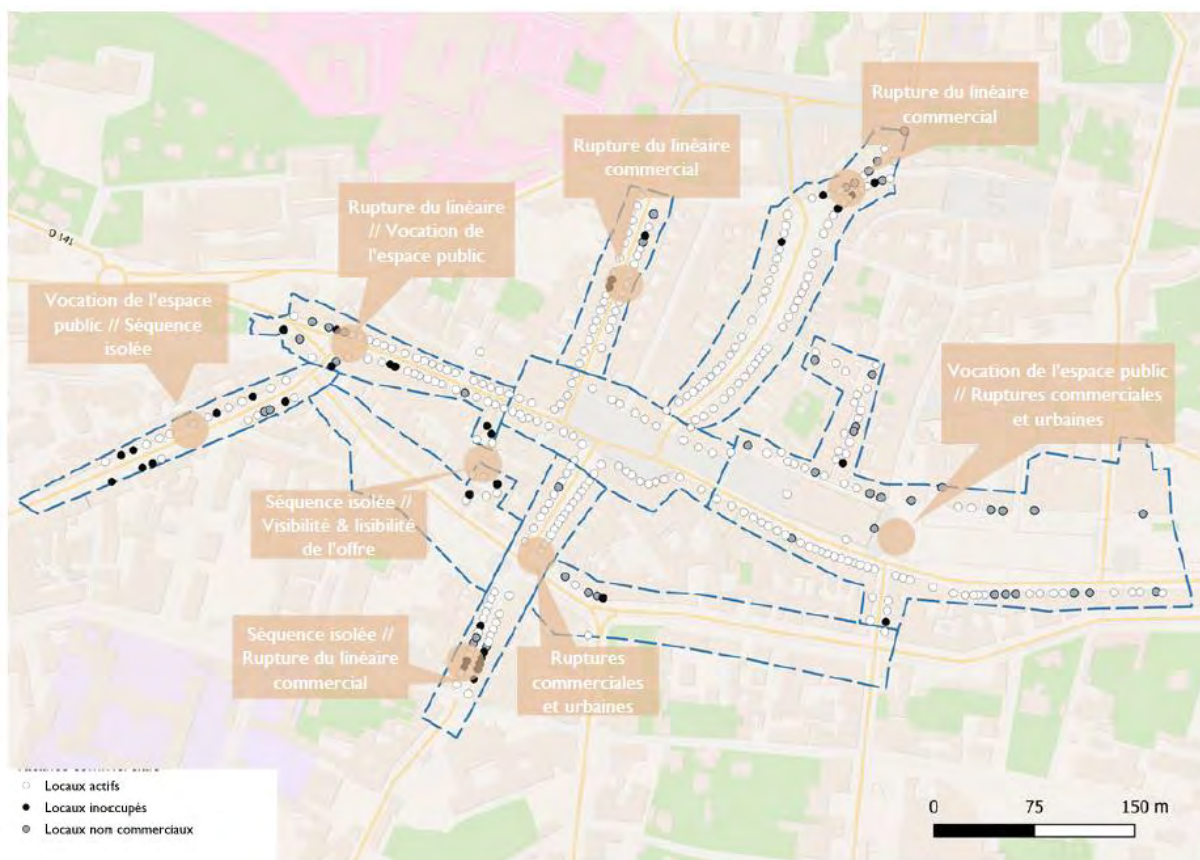 Rupture du linéaire
commercial
Rupture du linéaire
commercial
Rupture du linéaire
// Vocation de
l'espace public
D 141
Vocation de l'espace
public // Séquence
isolée
Vocation de l'espace public
// Ruptures commerciales
et urbaines
Séquence isolée //
Visibilité & lisibilité
de l'offre
Séquence isolée //
Rupture du linéaire
commercial
Ruptures
commerciales
et urbaines
Locaux actifs
Locaux inoccupés
Locaux non commerciaux
0 75 150 m